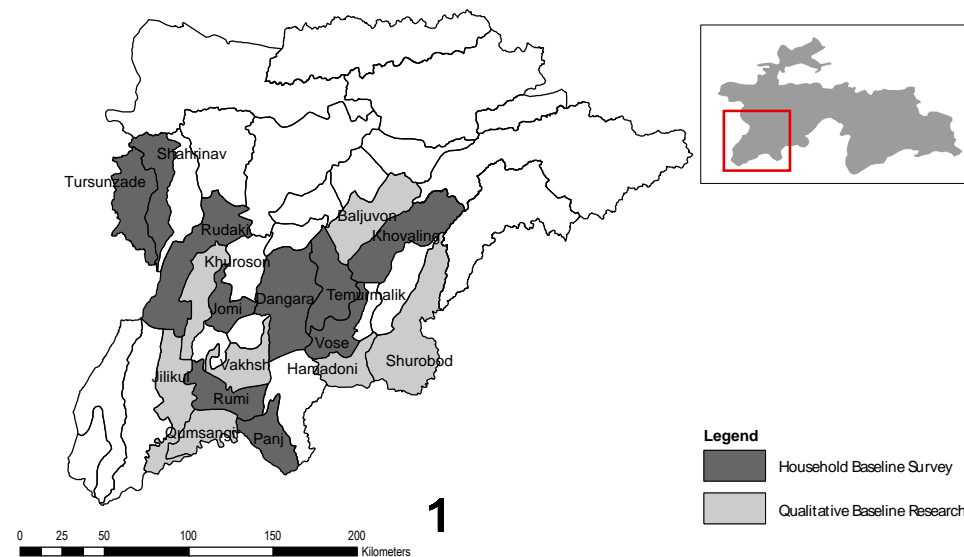 Shahrinav
Tursunzade
Baljuvon
Rudaki
Khovaling
Khuroson
Temurmalik
Dangara
Jomi
Vose
Shurobod
Vakhsh
Hamadoni
Jilikul
Rumi
Qumsangir
Panj
Legend
Household Baseline Survey
Qualitative Baseline Research
1
0 25 50 100 150 200
Kilometers